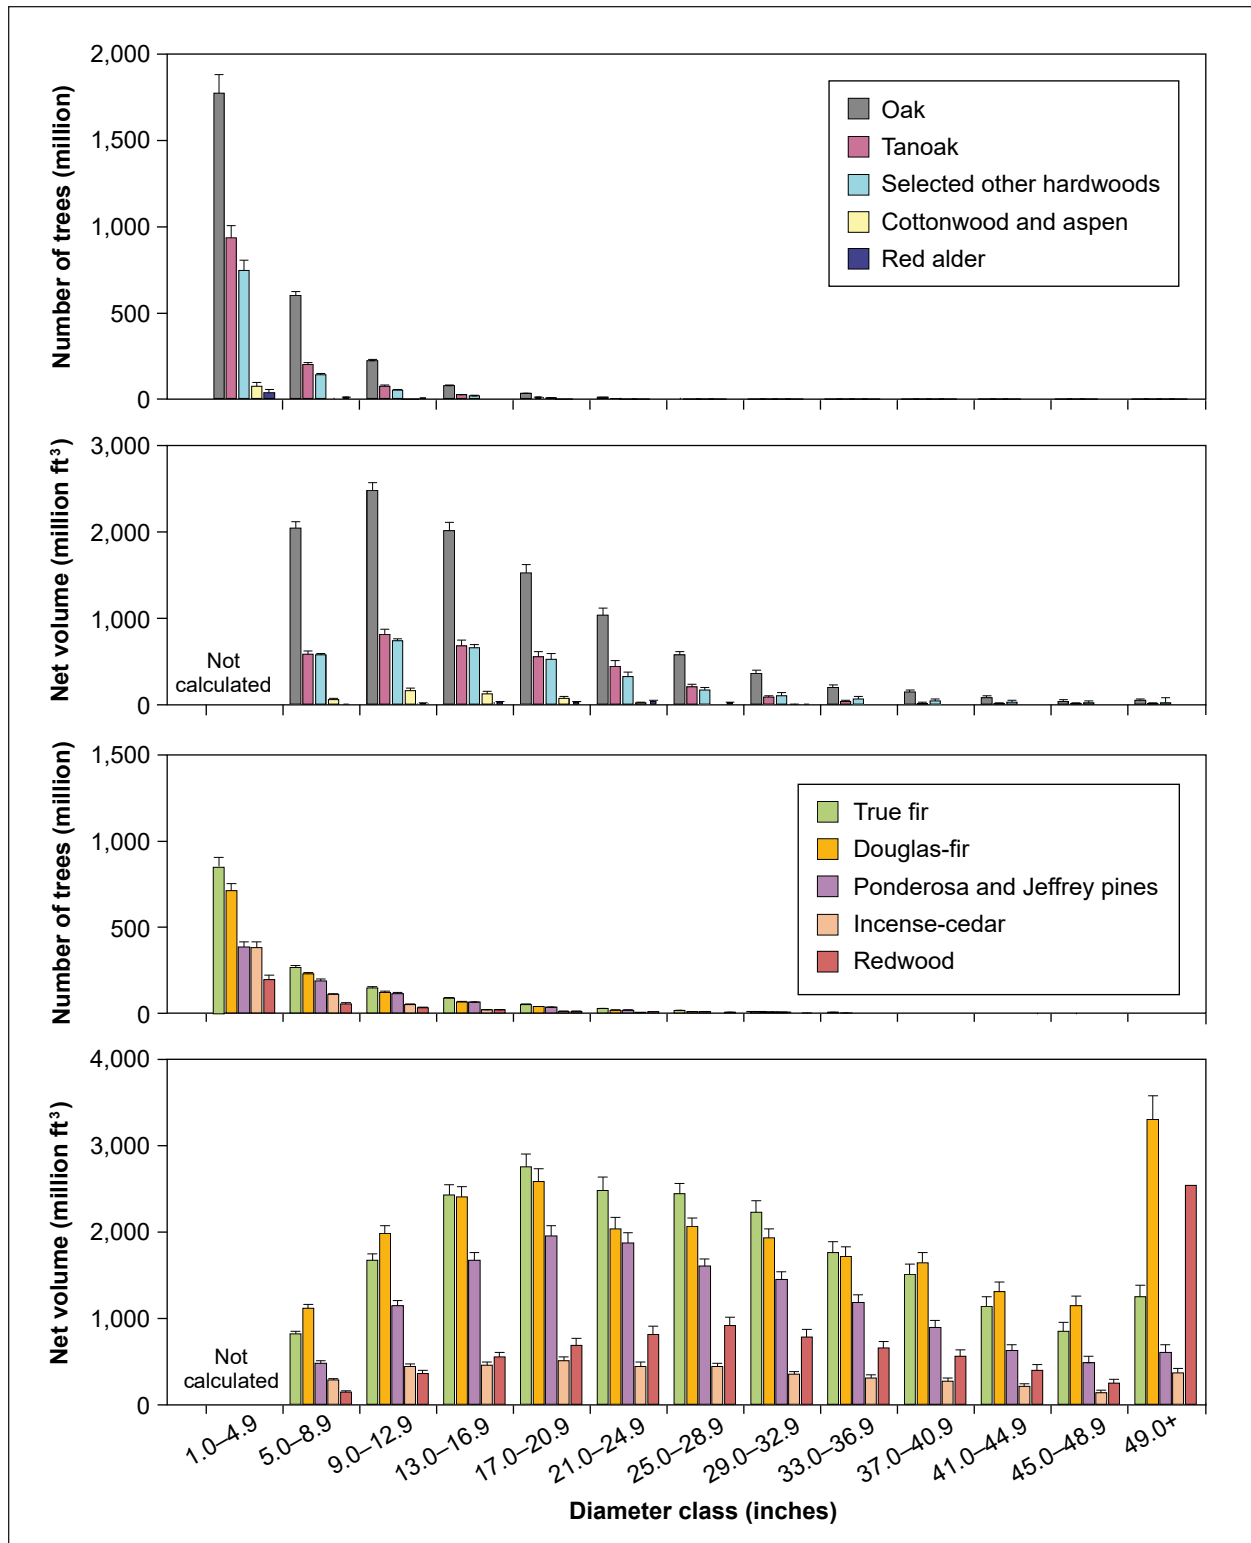 Number of trees (million)
2,000
1,500
1,000
500
0
Oak
Tanoak
Selected other hardwoods
Cottonwood and aspen
Red alder
Net volume (million ft³)
3,000
2,000
1,000
0
Not
calculated
Number of trees (million)
1,500
1,000
500
0
True fir
Douglas-fir
Ponderosa and Jeffrey pines
Incense-cedar
Redwood
Net volume (million ft³)
4,000
3,000
2,000
1,000
0
Not
calculated
1.0–4.9
5.0–8.9
9.0–12.9
13.0–16.9
17.0–20.9
21.0–24.9
25.0–28.9
29.0–32.9
33.0–36.9
37.0–40.9
41.0–44.9
45.0–48.9
49.0+
Diameter class (inches)